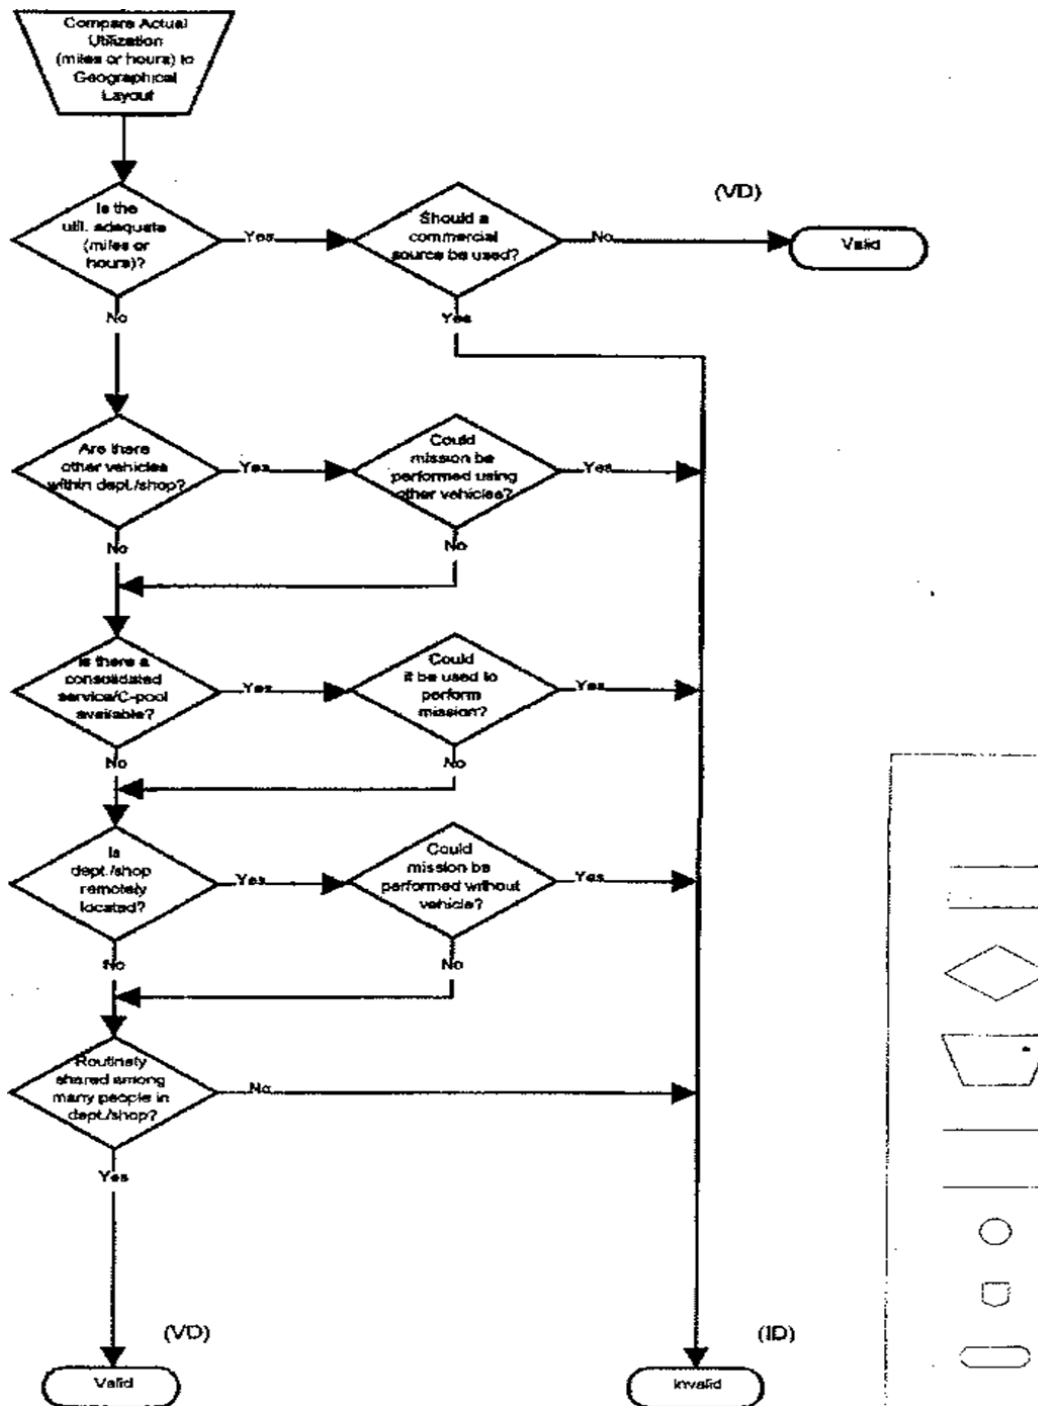 Compare Actual
Utilization
(miles or hours) to
Geographical
Layout
Is the
util. adequate
(miles or
hours)?
Yes
Should a
commercial
source be used?
No
(VD)
Valid
No
Yes
Are there
other vehicles
within dept./shop?
Yes
Could
mission be
performed using
other vehicles?
Yes
No
No
Is there a
consolidated
service/C-pool
available?
Yes
Could
it be used to
perform
mission?
Yes
No
No
Is
dept./shop
remotely
located?
Yes
Could
mission be
performed without
vehicle?
Yes
No
No
Routinely
shared among
many people in
dept./shop?
No
Yes
(VD)
Valid
(ID)
Invalid